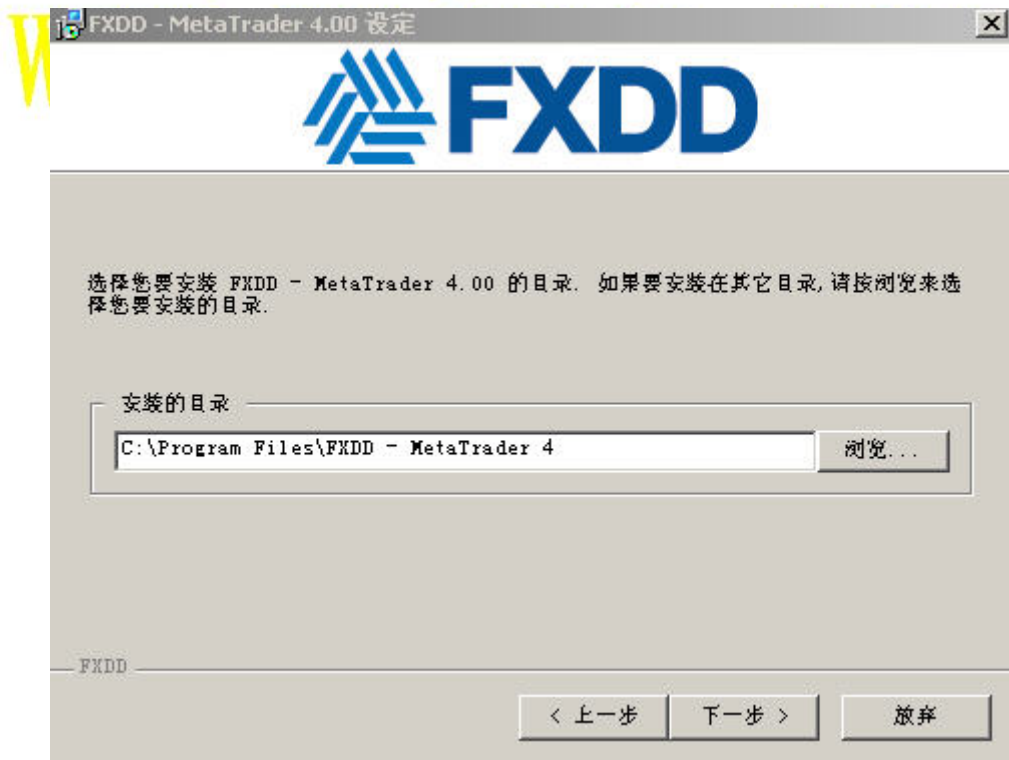 W
FXDD - MetaTrader 4.00 设定
FXDD
选择您要安装 FXDD - MetaTrader 4.00 的目录. 如果要安装在其它目录,请按浏览来选
择您要安装的目录.
安装的目录
C:\Program Files\FXDD - MetaTrader 4
浏览...
FXDD
< 上一步
下一步 >
放弃